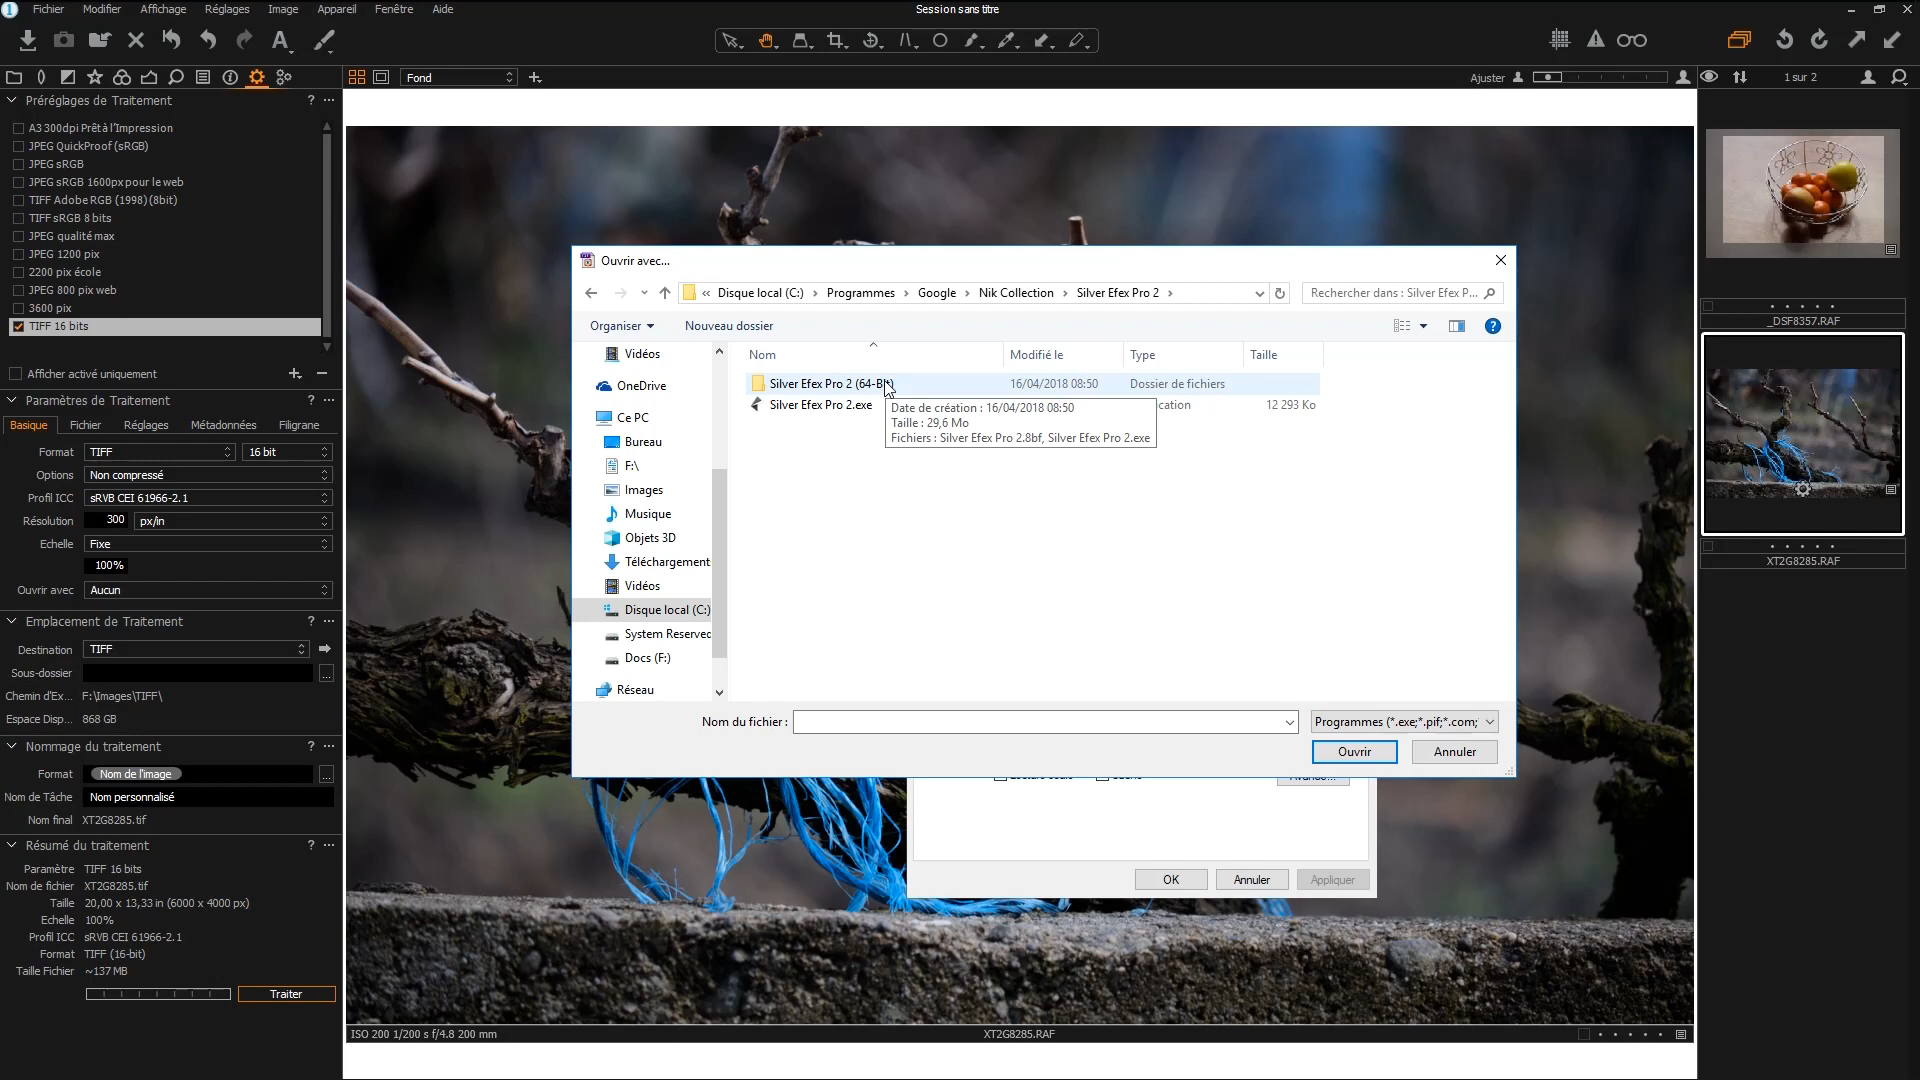 Fichier Modifier Affichage Réglages Image Appareil Fenêtre Aide
Session sans titre
Fond
Ajuster
1 sur 2
Préréglages de Traitement ? ...
A3 300dpi Prêt à l'Impression
JPEG QuickProof (sRGB)
JPEG sRGB
JPEG sRGB 1600px pour le web
TIFF Adobe RGB (1998) (8bit)
TIFF sRGB 8 bits
JPEG qualité max
JPEG 1200 pix
2200 pix école
JPEG 800 pix web
3600 pix
TIFF 16 bits
Afficher activé uniquement
Paramètres de Traitement ? ...
Basique Fichier Réglages Métadonnées Filigrane
Format TIFF 16 bit
Options Non compressé
Profil ICC sRVB CEI 61966-2.1
Résolution 300 px/in
Echelle Fixe
100%
Ouvrir avec Aucun
Emplacement de Traitement ? ...
Destination TIFF
Sous-dossier ...
Chemin d'Ex... F:\Images\TIFF\
Espace Disp... 868 GB
Nommage du traitement ? ...
Format Nom de l'image ...
Nom de Tâche Nom personnalisé
Nom final XT2G8285.tif
Résumé du traitement ? ...
Paramètre TIFF 16 bits
Nom de fichier XT2G8285.tif
Taille 20,00 x 13,33 in (6000 x 4000 px)
Echelle 100%
Profil ICC sRVB CEI 61966-2.1
Format TIFF (16-bit)
Taille Fichier ~137 MB
Traiter
Ouvrir avec...
« Disque local (C:) › Programmes › Google › Nik Collection › Silver Efex Pro 2 ›
Rechercher dans : Silver Efex P...
Organiser Nouveau dossier
Vidéos
OneDrive
Ce PC
Bureau
F:\
Images
Musique
Objets 3D
Téléchargement
Vidéos
Disque local (C:)
System Reserved
Docs (F:)
Réseau
Nom Modifié le Type Taille
Silver Efex Pro 2 (64-Bit) 16/04/2018 08:50 Dossier de fichiers
Silver Efex Pro 2.exe cation 12 293 Ko
Date de création : 16/04/2018 08:50
Taille : 29,6 Mo
Fichiers : Silver Efex Pro 2.8bf, Silver Efex Pro 2.exe
Nom du fichier : Programmes (*.exe;*.pif;*.com;
Ouvrir Annuler
OK Annuler Appliquer
ISO 200 1/200 s f/4.8 200 mm
XT2G8285.RAF
_DSF8357.RAF
XT2G8285.RAF